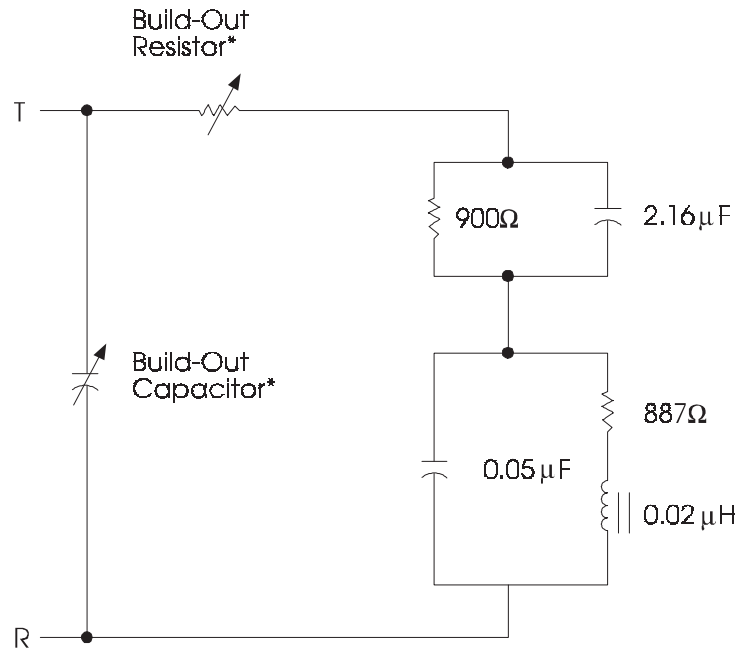 Build-Out
Resistor*
T
900Ω
2.16μF
Build-Out
Capacitor*
887Ω
0.05μF
0.02μH
R